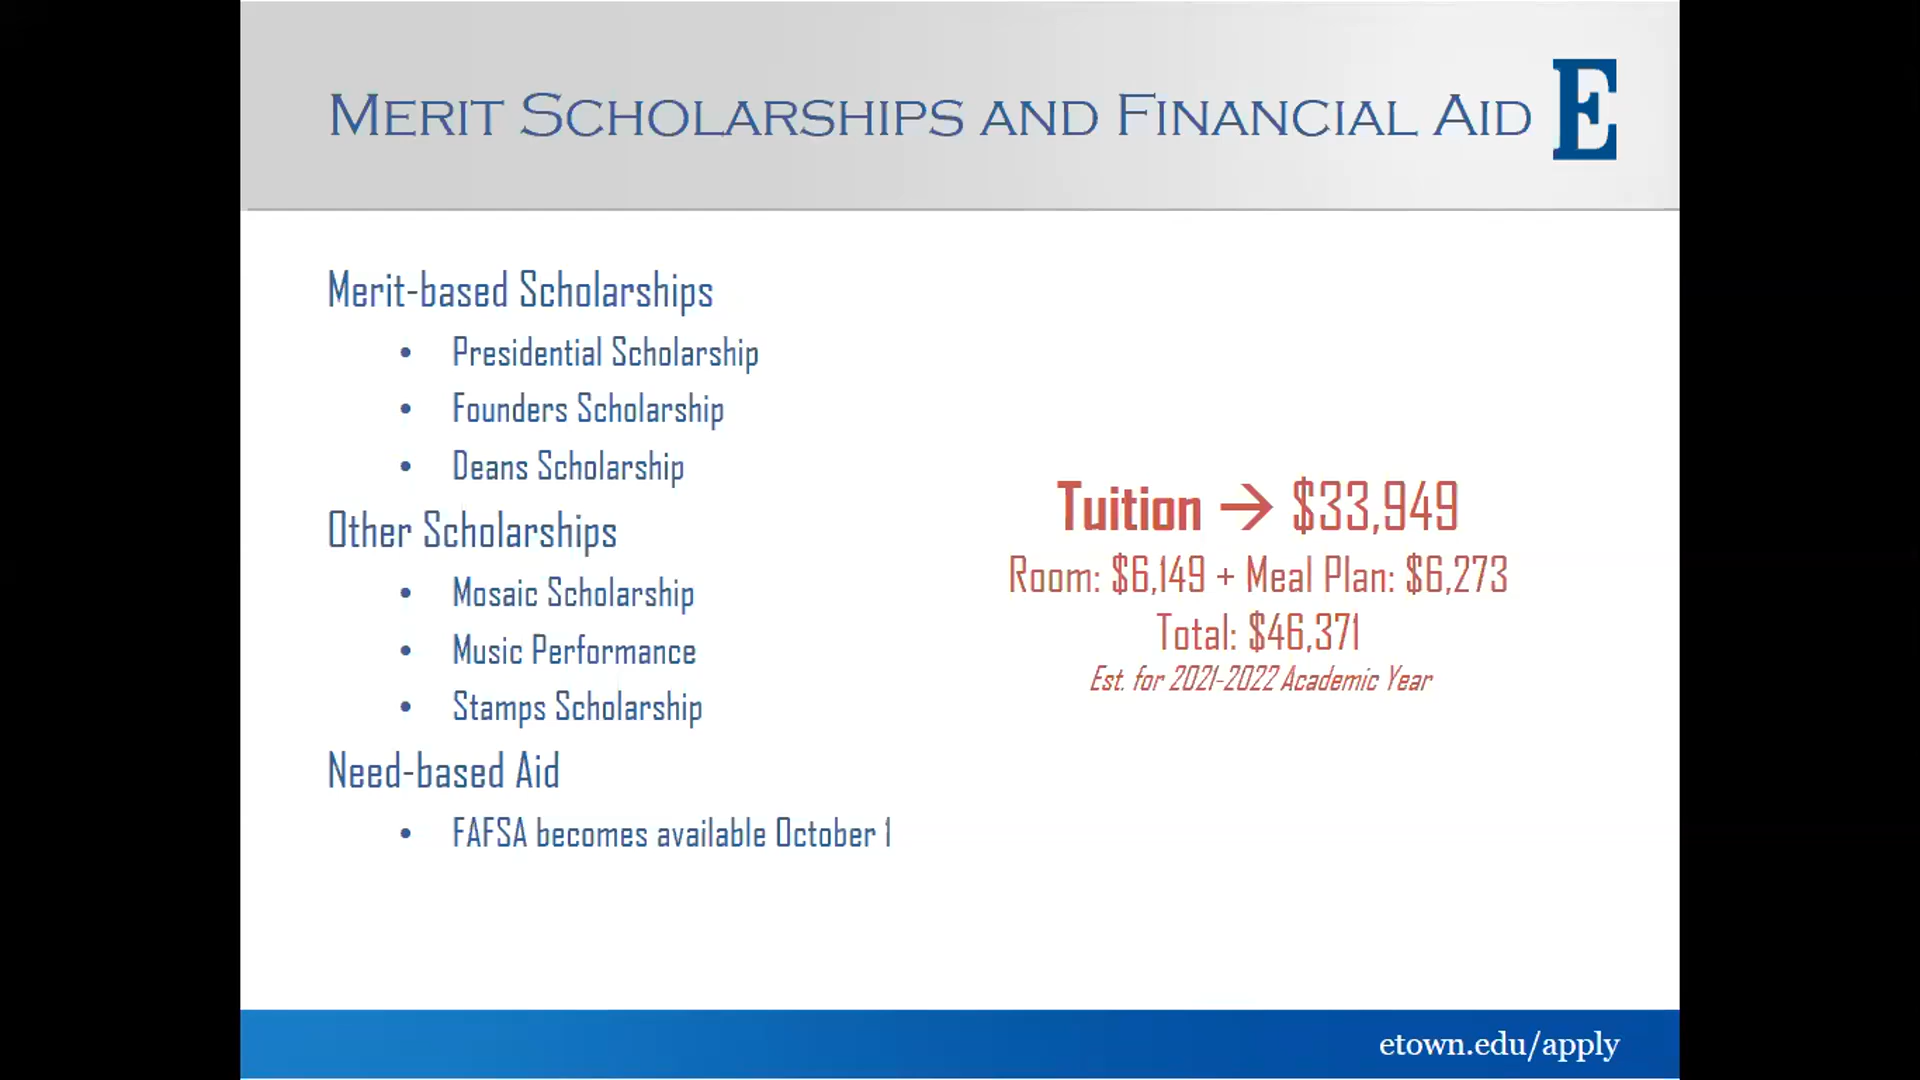 Merit Scholarships and Financial Aid E
Merit-based Scholarships
• Presidential Scholarship
• Founders Scholarship
• Deans Scholarship
Other Scholarships
• Mosaic Scholarship
• Music Performance
• Stamps Scholarship
Need-based Aid
• FAFSA becomes available October 1
Tuition → $33,949
Room: $6,149 + Meal Plan: $6,273
Total: $46,371
Est. for 2021-2022 Academic Year
etown.edu/apply